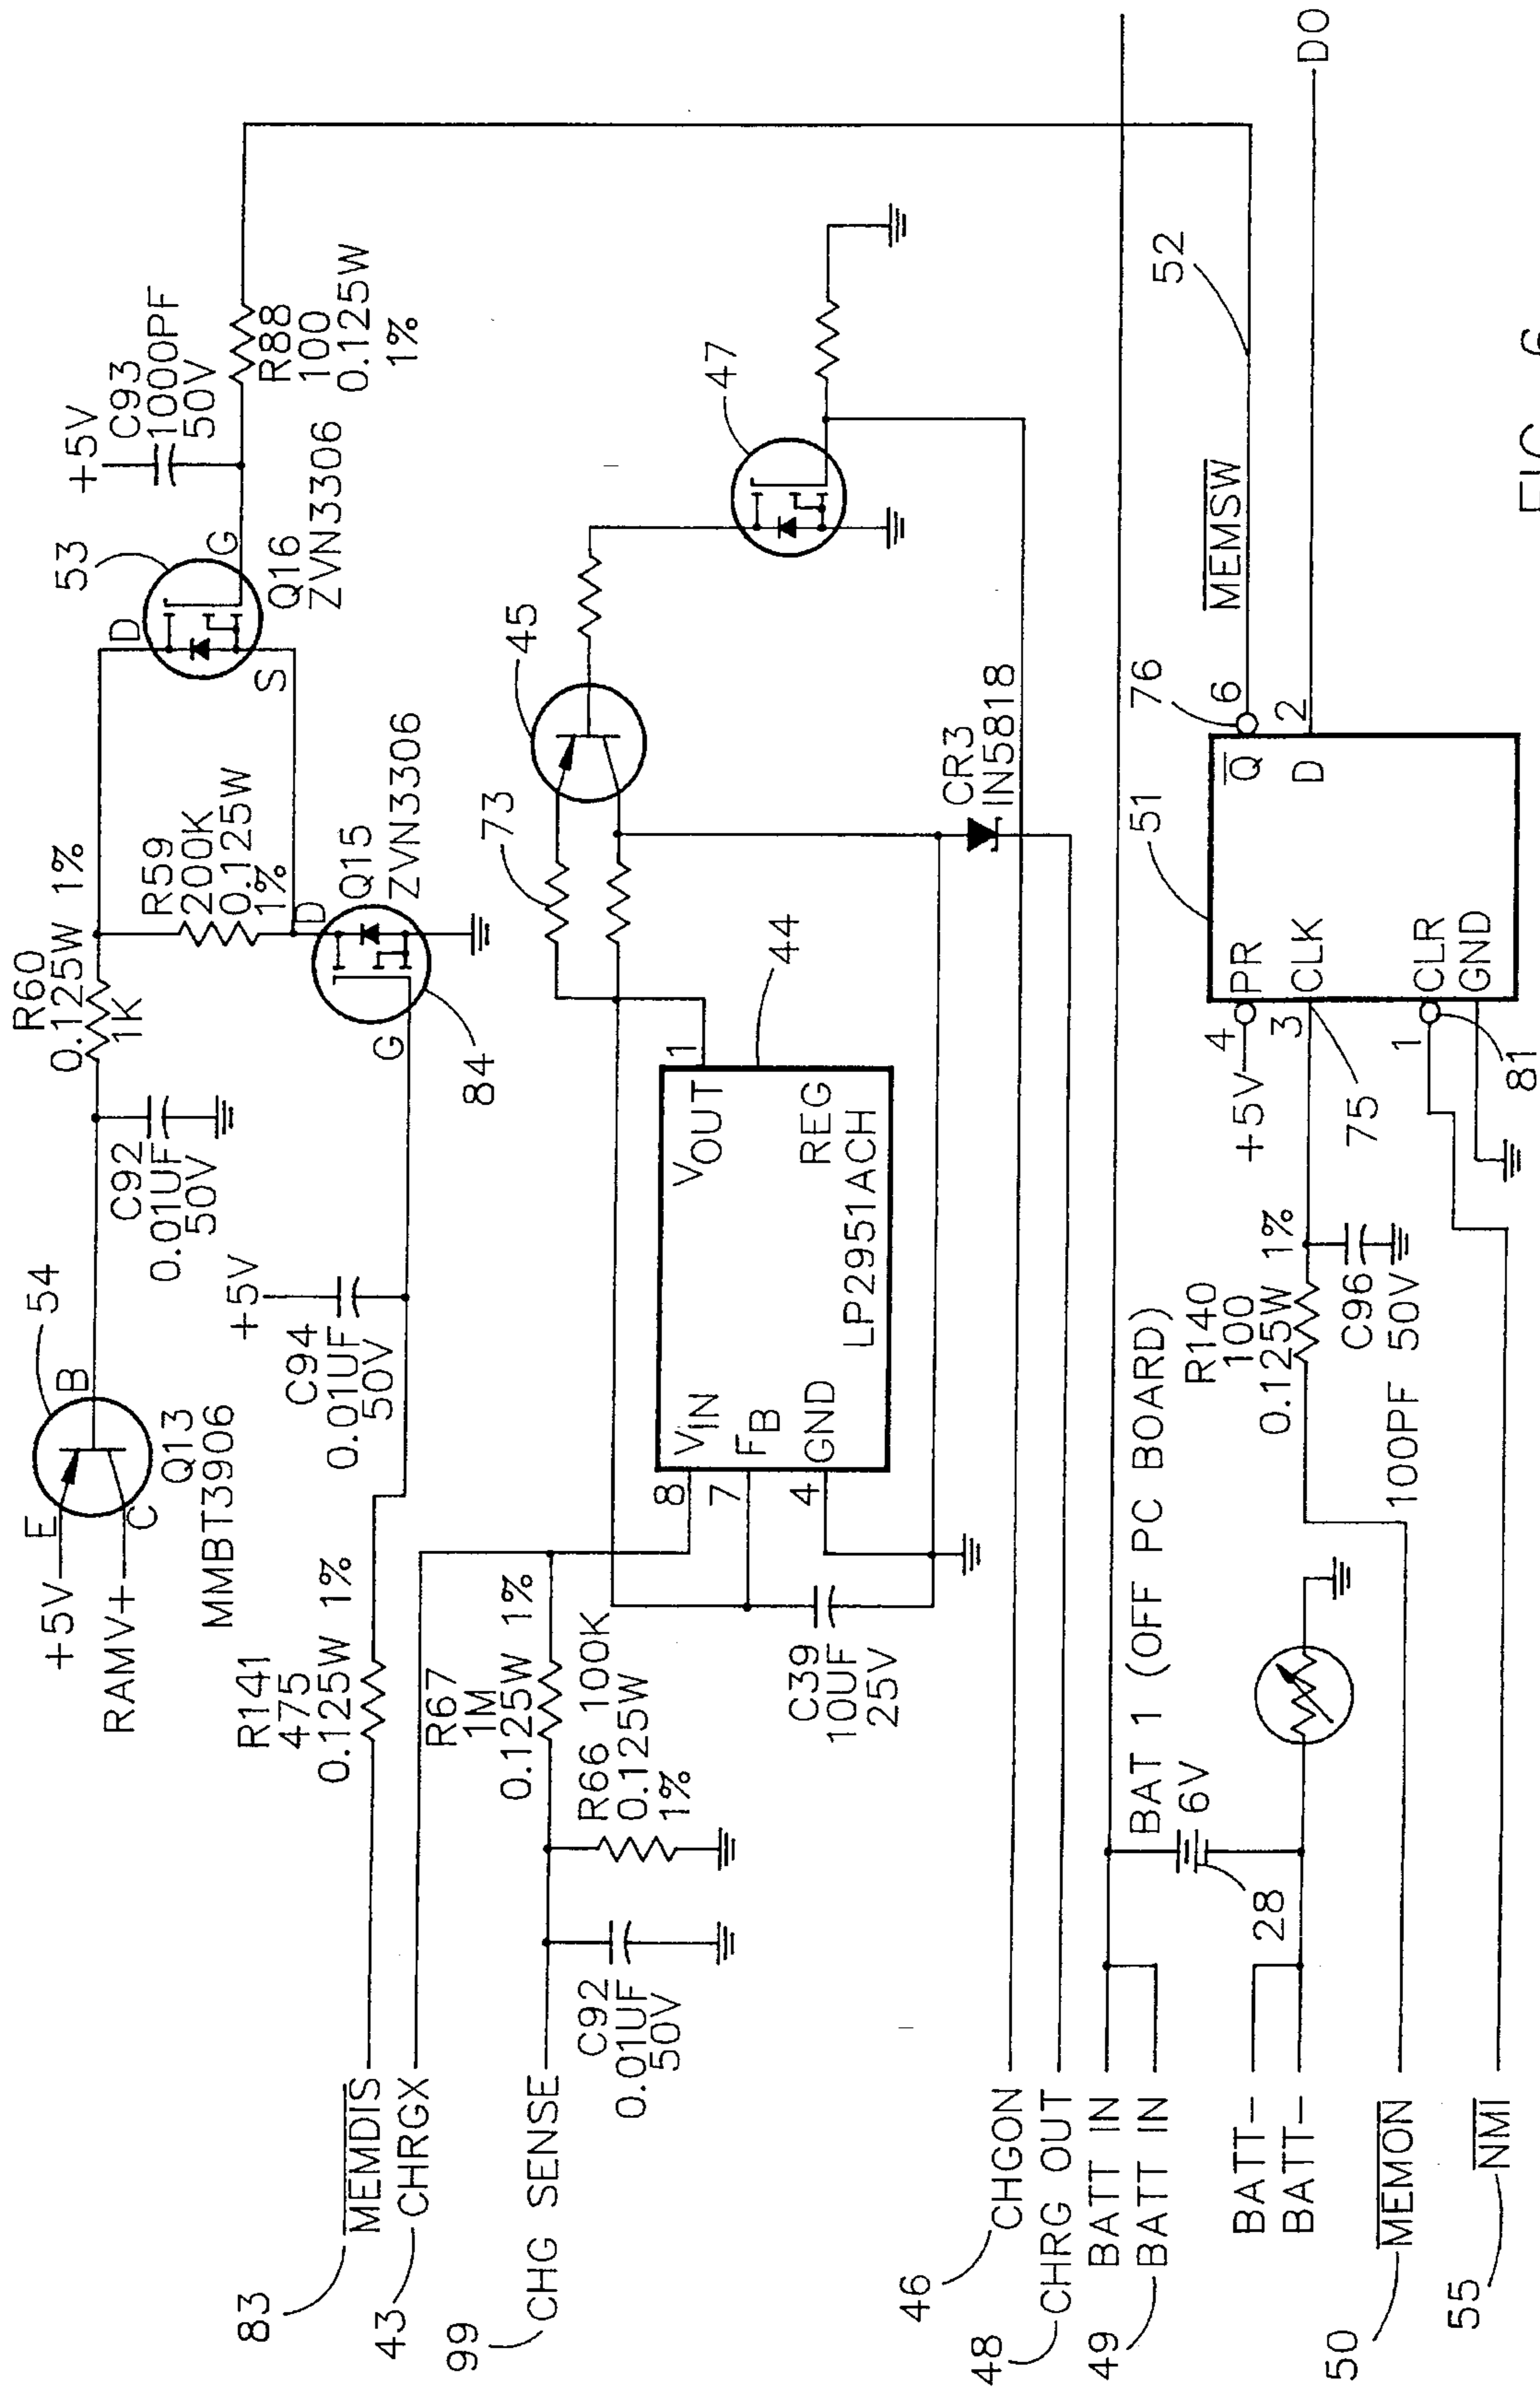 +5V
E
B
54
RAMV+
C
Q13
MMBT3906
C92
0.01UF
50V
R60
0.125W 1%
1K
R59
200K
0.125W
1%
D
53
G
S
Q16
ZVN3306
+5V
C93
1000PF
50V
R88
100
0.125W
1%
83
MEMDIS
43
CHRGX
R141
475
0.125W 1%
+5V
C94
0.01UF
50V
G
84
D
Q15
ZVN3306
99
CHG SENSE
C92
0.01UF
50V
R67
1M
0.125W 1%
R66 100K
0.125W
1%
C39
10UF
25V
8
VIN
7
FB
4
GND
VOUT
1
REG
LP2951ACH
44
73
45
47
CR3
IN5818
46
CHGON
48
CHRG OUT
BATT IN
49
BATT IN
BAT 1 (OFF PC BOARD)
6V
28
BATT-
BATT-
50
MEMON
55
NMI
R140
100
0.125W 1%
C96
100PF 50V
+5V
4
PR
3
CLK
75
1
CLR
GND
81
51
Q
6
76
D
2
MEMSW
52
DO
FIG. 6